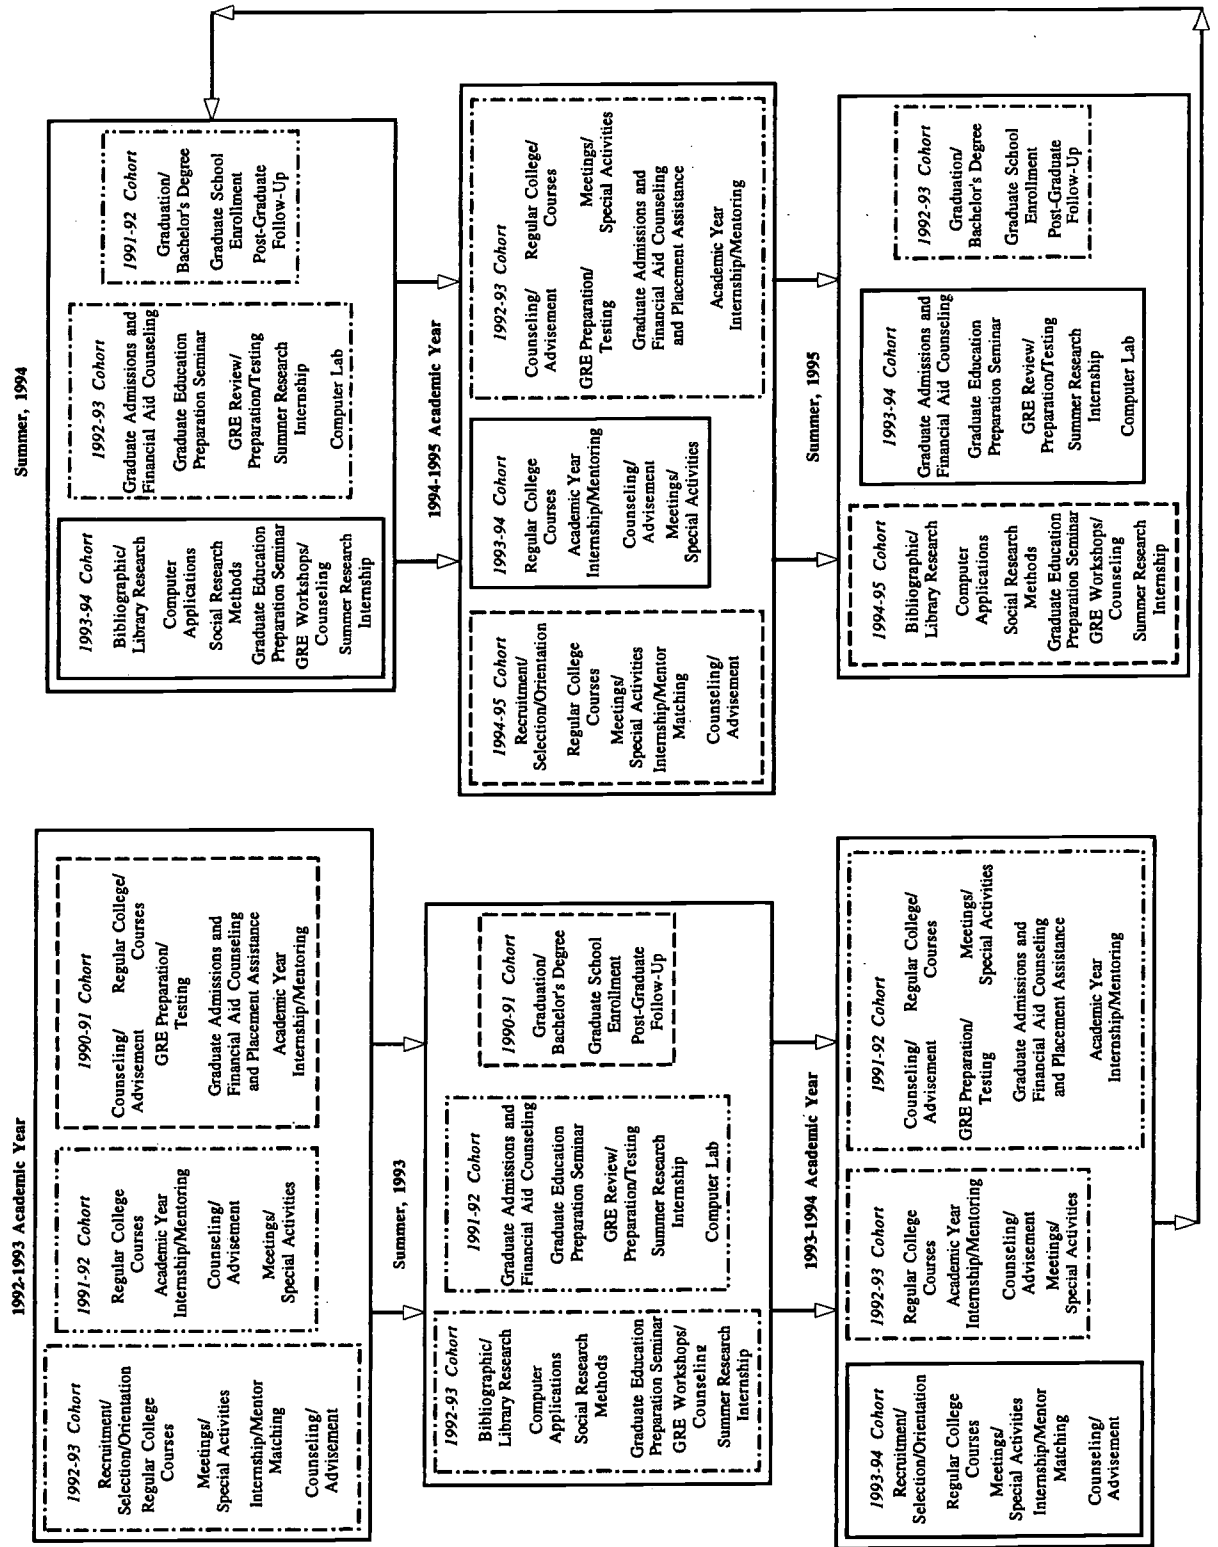 1992-1993 Academic Year
1992-93 Cohort
Recruitment/
Selection/Orientation
Regular College
Courses
Meetings/
Special Activities
Internship/Mentor
Matching
Counseling/
Advisement
1991-92 Cohort
Regular College
Courses
Academic Year
Internship/Mentoring
Counseling/
Advisement
Meetings/
Special Activities
1990-91 Cohort
Counseling/ Regular College/
Advisement Courses
GRE Preparation/
Testing
Graduate Admissions and
Financial Aid Counseling
and Placement Assistance
Academic Year
Internship/Mentoring
Summer, 1993
1992-93 Cohort
Bibliographic/
Library Research
Computer
Applications
Social Research
Methods
Graduate Education
Preparation Seminar
GRE Workshops/
Counseling
Summer Research
Internship
1991-92 Cohort
Graduate Admissions and
Financial Aid Counseling
Graduate Education
Preparation Seminar
GRE Review/
Preparation/Testing
Summer Research
Internship
Computer Lab
1990-91 Cohort
Graduation/
Bachelor's Degree
Graduate School
Enrollment
Post-Graduate
Follow-Up
1993-1994 Academic Year
1993-94 Cohort
Recruitment/
Selection/Orientation
Regular College
Courses
Meetings/
Special Activities
Internship/Mentor
Matching
Counseling/
Advisement
1992-93 Cohort
Regular College
Courses
Academic Year
Internship/Mentoring
Counseling/
Advisement
Meetings/
Special Activities
1991-92 Cohort
Counseling/ Regular College/
Advisement Courses
GRE Preparation/ Meetings/
Testing Special Activities
Graduate Admissions and
Financial Aid Counseling
and Placement Assistance
Academic Year
Internship/Mentoring
Summer, 1994
1993-94 Cohort
Bibliographic/
Library Research
Computer
Applications
Social Research
Methods
Graduate Education
Preparation Seminar
GRE Workshops/
Counseling
Summer Research
Internship
1992-93 Cohort
Graduate Admissions and
Financial Aid Counseling
Graduate Education
Preparation Seminar
GRE Review/
Preparation/Testing
Summer Research
Internship
Computer Lab
1991-92 Cohort
Graduation/
Bachelor's Degree
Graduate School
Enrollment
Post-Graduate
Follow-Up
1994-1995 Academic Year
1994-95 Cohort
Recruitment/
Selection/Orientation
Regular College
Courses
Meetings/
Special Activities
Internship/Mentor
Matching
Counseling/
Advisement
1993-94 Cohort
Regular College
Courses
Academic Year
Internship/Mentoring
Counseling/
Advisement
Meetings/
Special Activities
1992-93 Cohort
Counseling/ Regular College/
Advisement Courses
GRE Preparation/ Meetings/
Testing Special Activities
Graduate Admissions and
Financial Aid Counseling
and Placement Assistance
Academic Year
Internship/Mentoring
Summer, 1995
1994-95 Cohort
Bibliographic/
Library Research
Computer
Applications
Social Research
Methods
Graduate Education
Preparation Seminar
GRE Workshops/
Counseling
Summer Research
Internship
1993-94 Cohort
Graduate Admissions and
Financial Aid Counseling
Graduate Education
Preparation Seminar
GRE Review/
Preparation/Testing
Summer Research
Internship
Computer Lab
1992-93 Cohort
Graduation/
Bachelor's Degree
Graduate School
Enrollment
Post-Graduate
Follow-Up